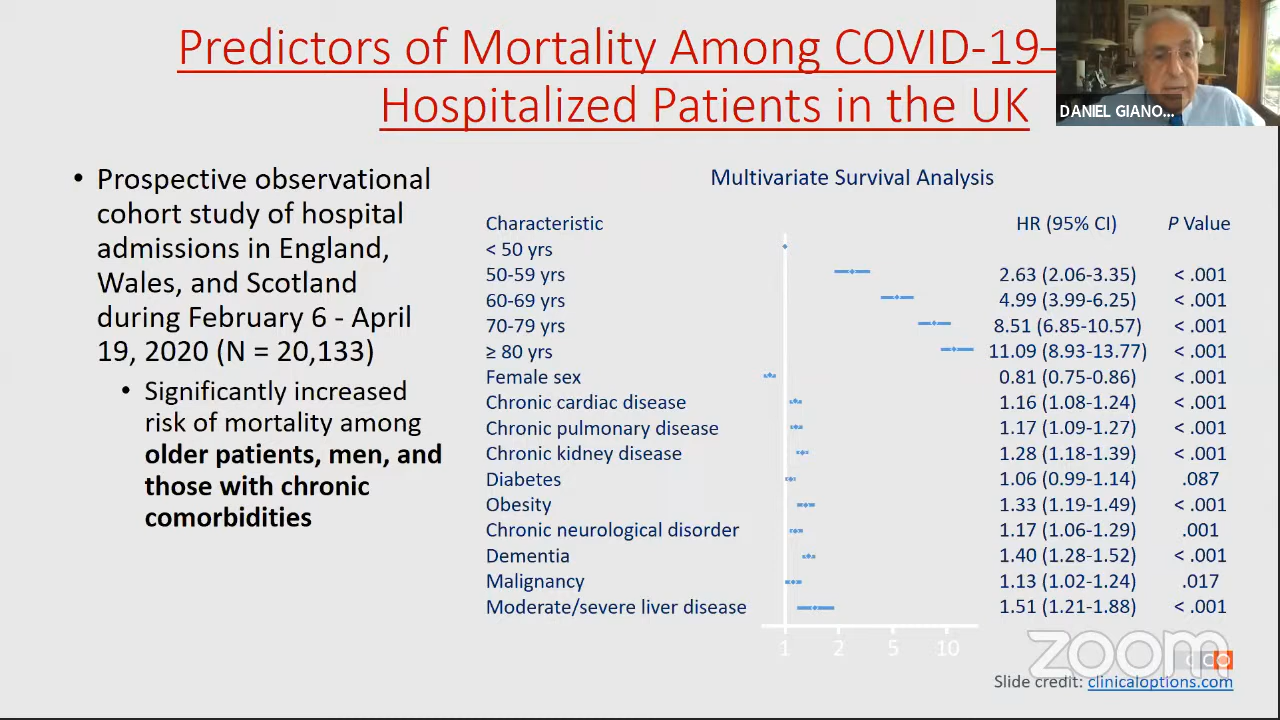 Predictors of Mortality Among COVID-19–
Hospitalized Patients in the UK
DANIEL GIANO...
• Prospective observational
cohort study of hospital
admissions in England,
Wales, and Scotland
during February 6 - April
19, 2020 (N = 20,133)
• Significantly increased
risk of mortality among
older patients, men, and
those with chronic
comorbidities
Multivariate Survival Analysis
Characteristic HR (95% CI) P Value
< 50 yrs
50-59 yrs 2.63 (2.06-3.35) < .001
60-69 yrs 4.99 (3.99-6.25) < .001
70-79 yrs 8.51 (6.85-10.57) < .001
≥ 80 yrs 11.09 (8.93-13.77) < .001
Female sex 0.81 (0.75-0.86) < .001
Chronic cardiac disease 1.16 (1.08-1.24) < .001
Chronic pulmonary disease 1.17 (1.09-1.27) < .001
Chronic kidney disease 1.28 (1.18-1.39) < .001
Diabetes 1.06 (0.99-1.14) .087
Obesity 1.33 (1.19-1.49) < .001
Chronic neurological disorder 1.17 (1.06-1.29) .001
Dementia 1.40 (1.28-1.52) < .001
Malignancy 1.13 (1.02-1.24) .017
Moderate/severe liver disease 1.51 (1.21-1.88) < .001
1 2 5 10
zoom
Slide credit: clinicaloptions.com